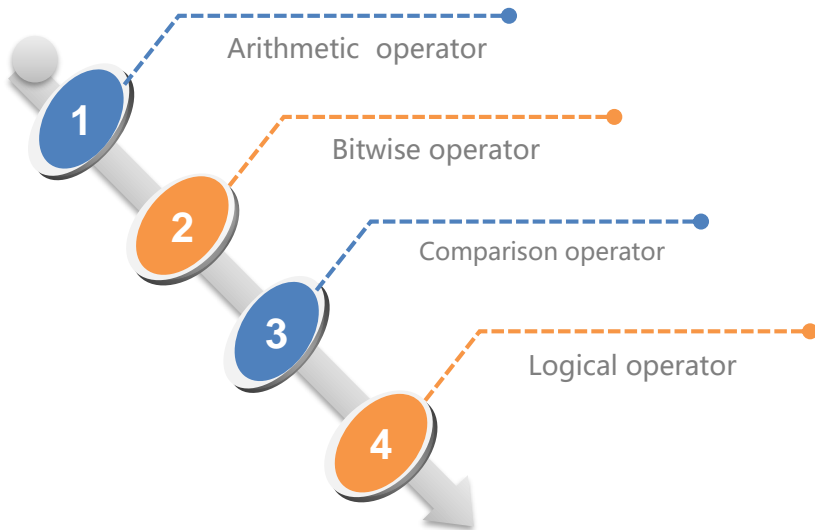 1
Arithmetic  operator
2
Bitwise operator
3
Comparison operator
4
Logical operator